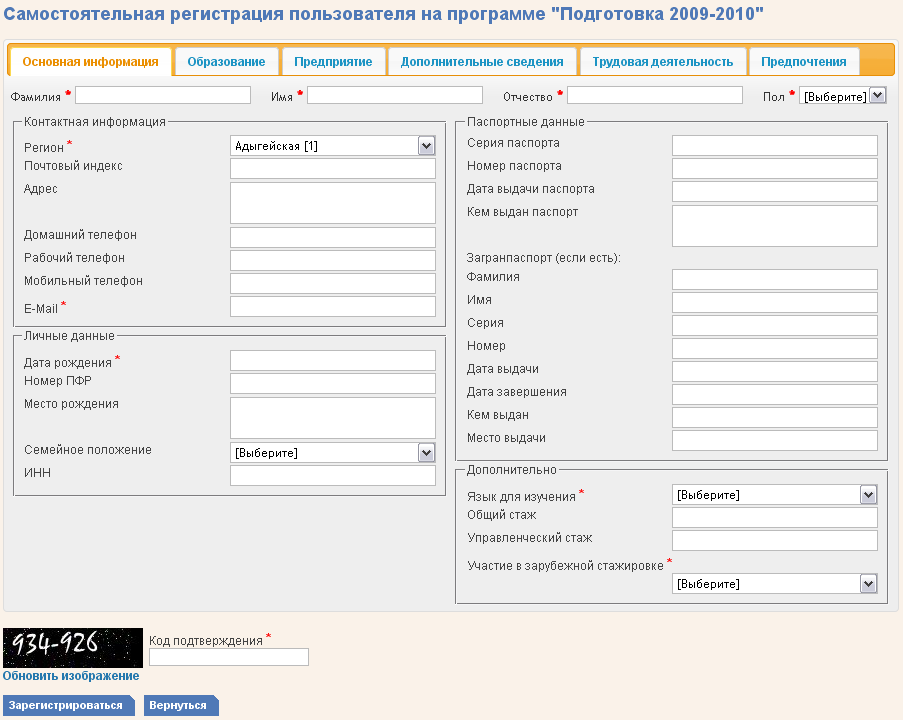 Самостоятельная регистрация пользователя на программе "Подготовка 2009-2010"
Основная информация Образование Предприятие Дополнительные сведения Трудовая деятельность Предпочтения
Фамилия * Имя * Отчество * Пол * [Выберите]
Контактная информация
Регион * Адыгейская [1]
Почтовый индекс
Адрес
Домашний телефон
Рабочий телефон
Мобильный телефон
E-Mail *
Личные данные
Дата рождения *
Номер ПФР
Место рождения
Семейное положение [Выберите]
ИНН
Паспортные данные
Серия паспорта
Номер паспорта
Дата выдачи паспорта
Кем выдан паспорт
Загранпаспорт (если есть):
Фамилия
Имя
Серия
Номер
Дата выдачи
Дата завершения
Кем выдан
Место выдачи
Дополнительно
Язык для изучения * [Выберите]
Общий стаж
Управленческий стаж
Участие в зарубежной стажировке *
[Выберите]
934-926
Код подтверждения *
Обновить изображение
Зарегистрироваться Вернуться